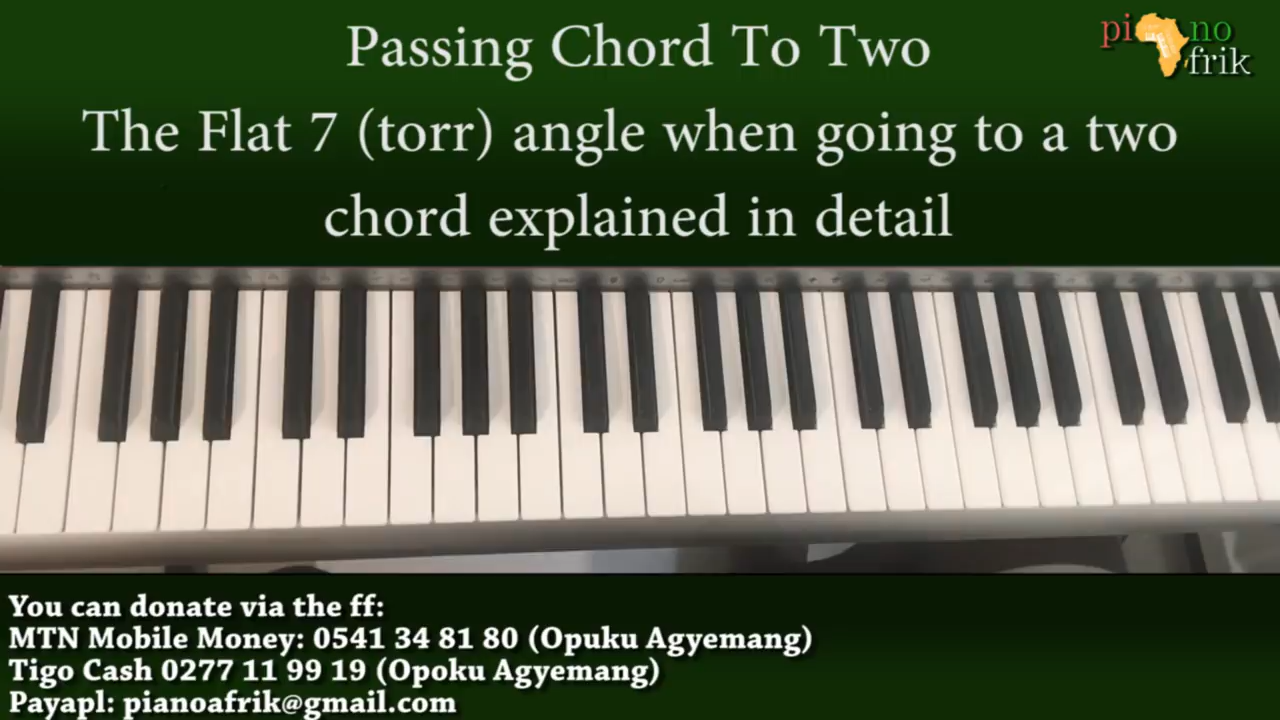 piano
afrik
Passing Chord To Two
The Flat 7 (torr) angle when going to a two
chord explained in detail
You can donate via the ff:
MTN Mobile Money: 0541 34 81 80 (Opuku Agyemang)
Tigo Cash 0277 11 99 19 (Opoku Agyemang)
Payapl: pianoafrik@gmail.com